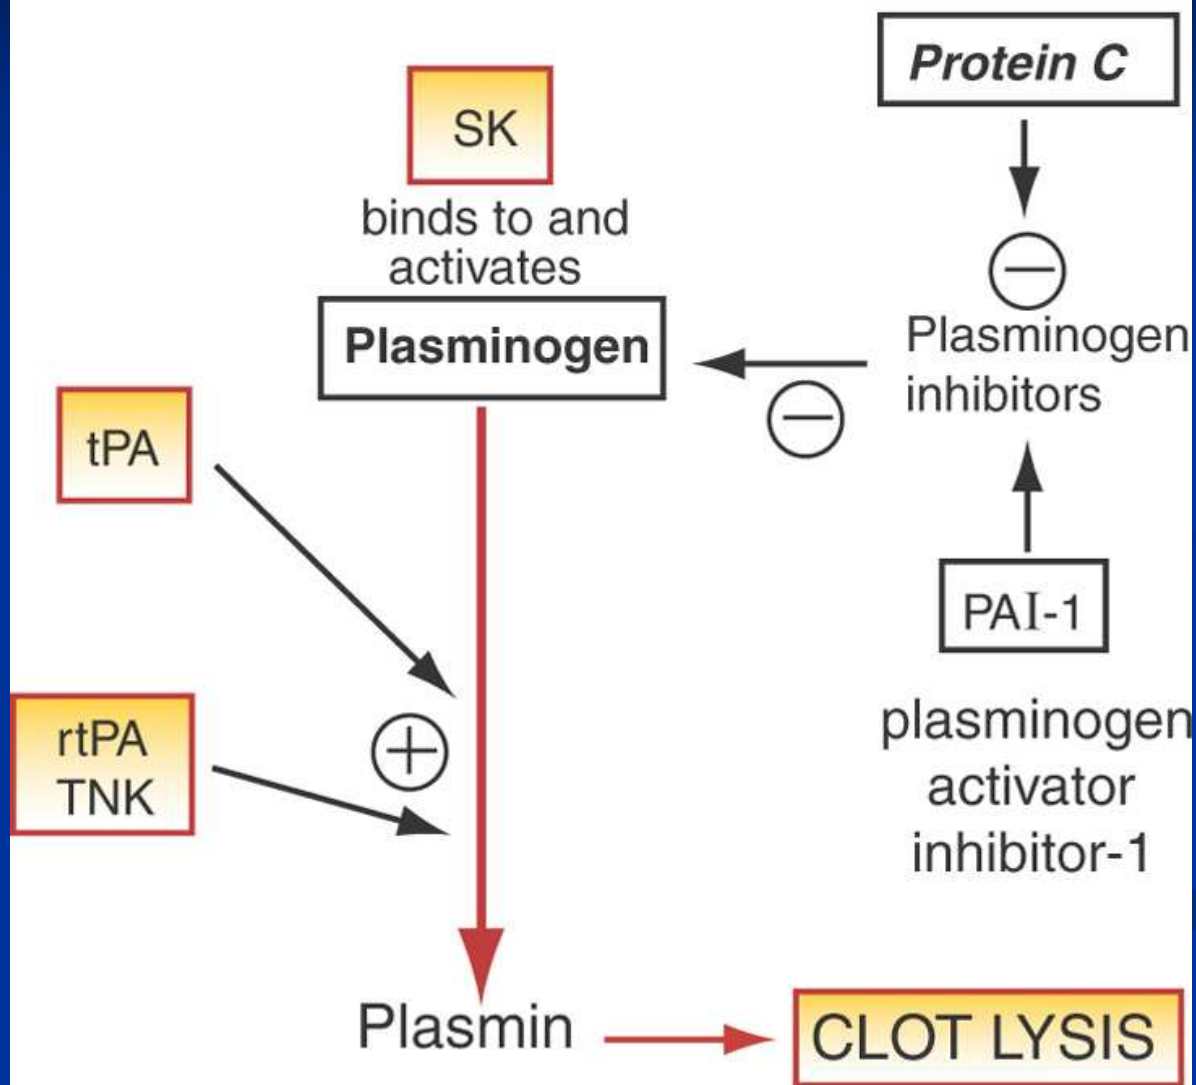 Protein C
SK
binds to and
activates
Plasminogen
Plasminogen
inhibitors
tPA
PAI-1
rtPA
TNK
plasminogen
activator
inhibitor-1
Plasmin
CLOT LYSIS